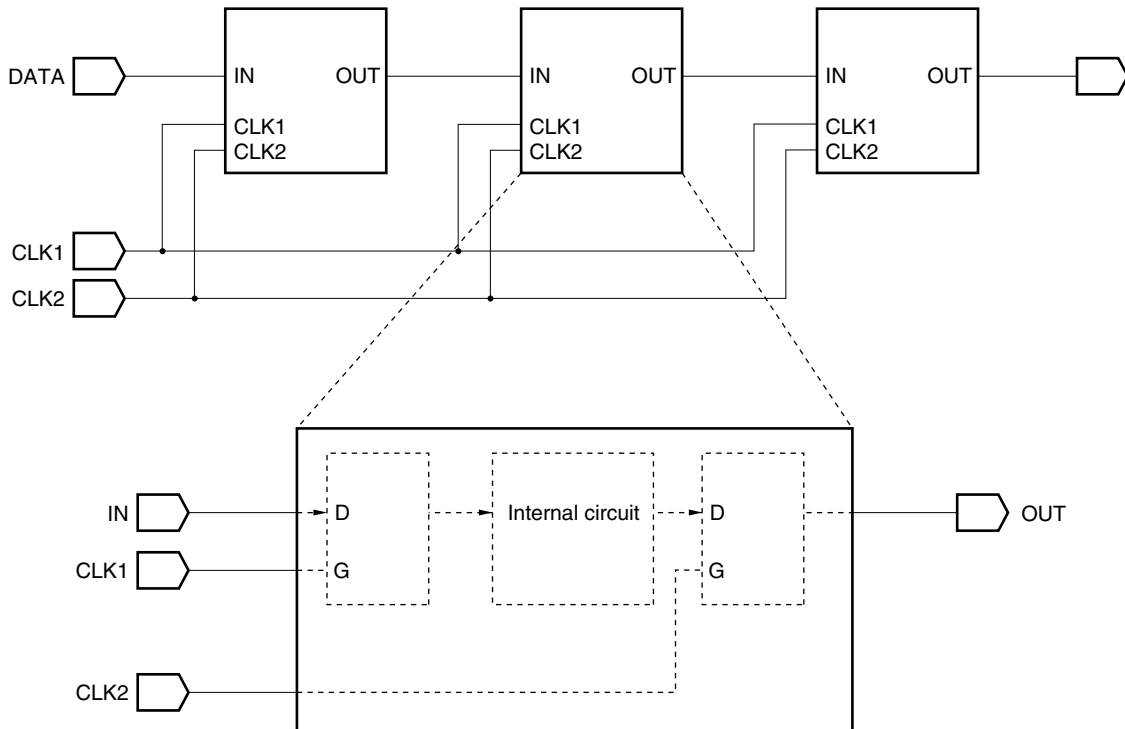 DATA
IN OUT
CLK1
CLK2
IN OUT
CLK1
CLK2
IN OUT
CLK1
CLK2
CLK1
CLK2
IN
CLK1
CLK2
D
G
Internal circuit
D
G
OUT